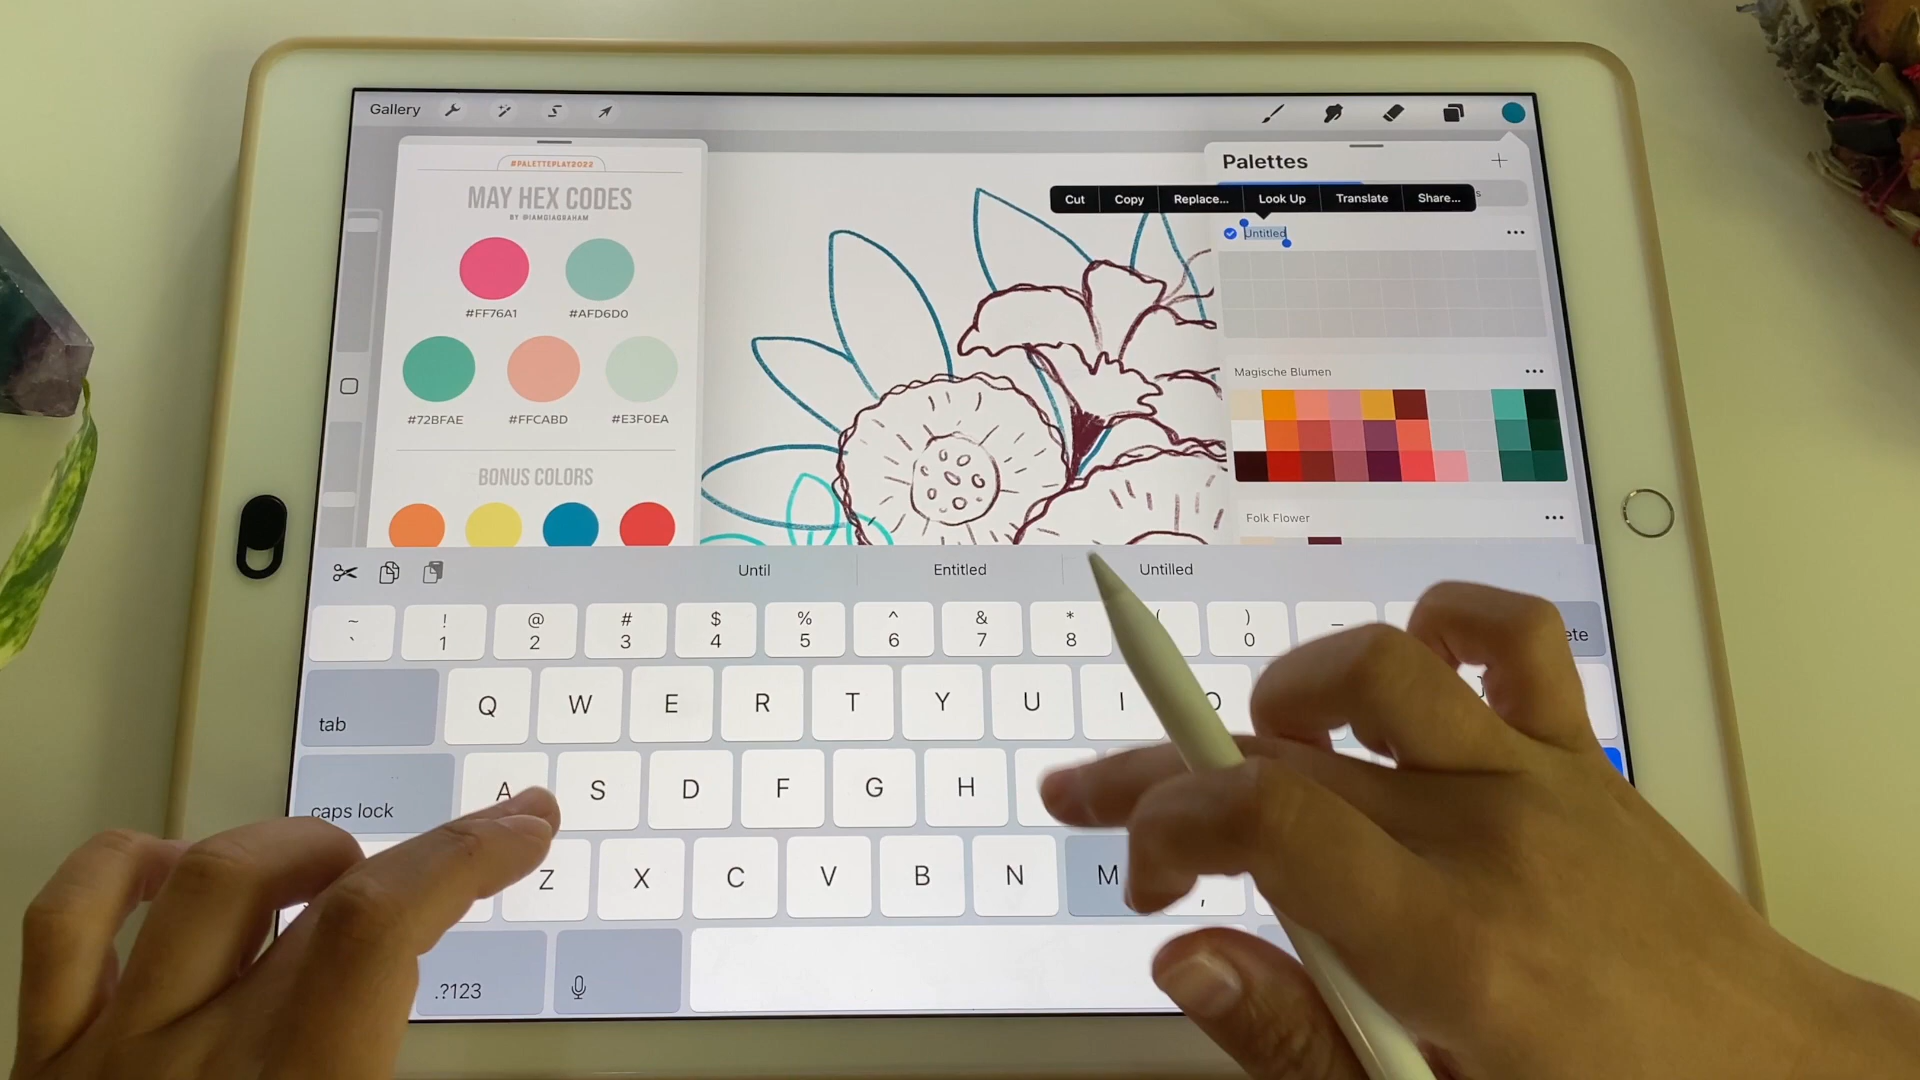 Gallery
#PALETTEPLAY2022
MAY HEX CODES
BY @IAMGIAGRAHAM
#FF76A1 #AFD6D0
#72BFAE #FFCABD #E3F0EA
BONUS COLORS
Palettes +
Cut Copy Replace... Look Up Translate Share...
Untitled
Magische Blumen
Folk Flower
Until Entitled Untilled
~ ! @ # $ % ^ & * ( ) _
` 1 2 3 4 5 6 7 8 0 ete
tab Q W E R T Y U I O }
caps lock A S D F G H
Z X C V B N M ,
.?123